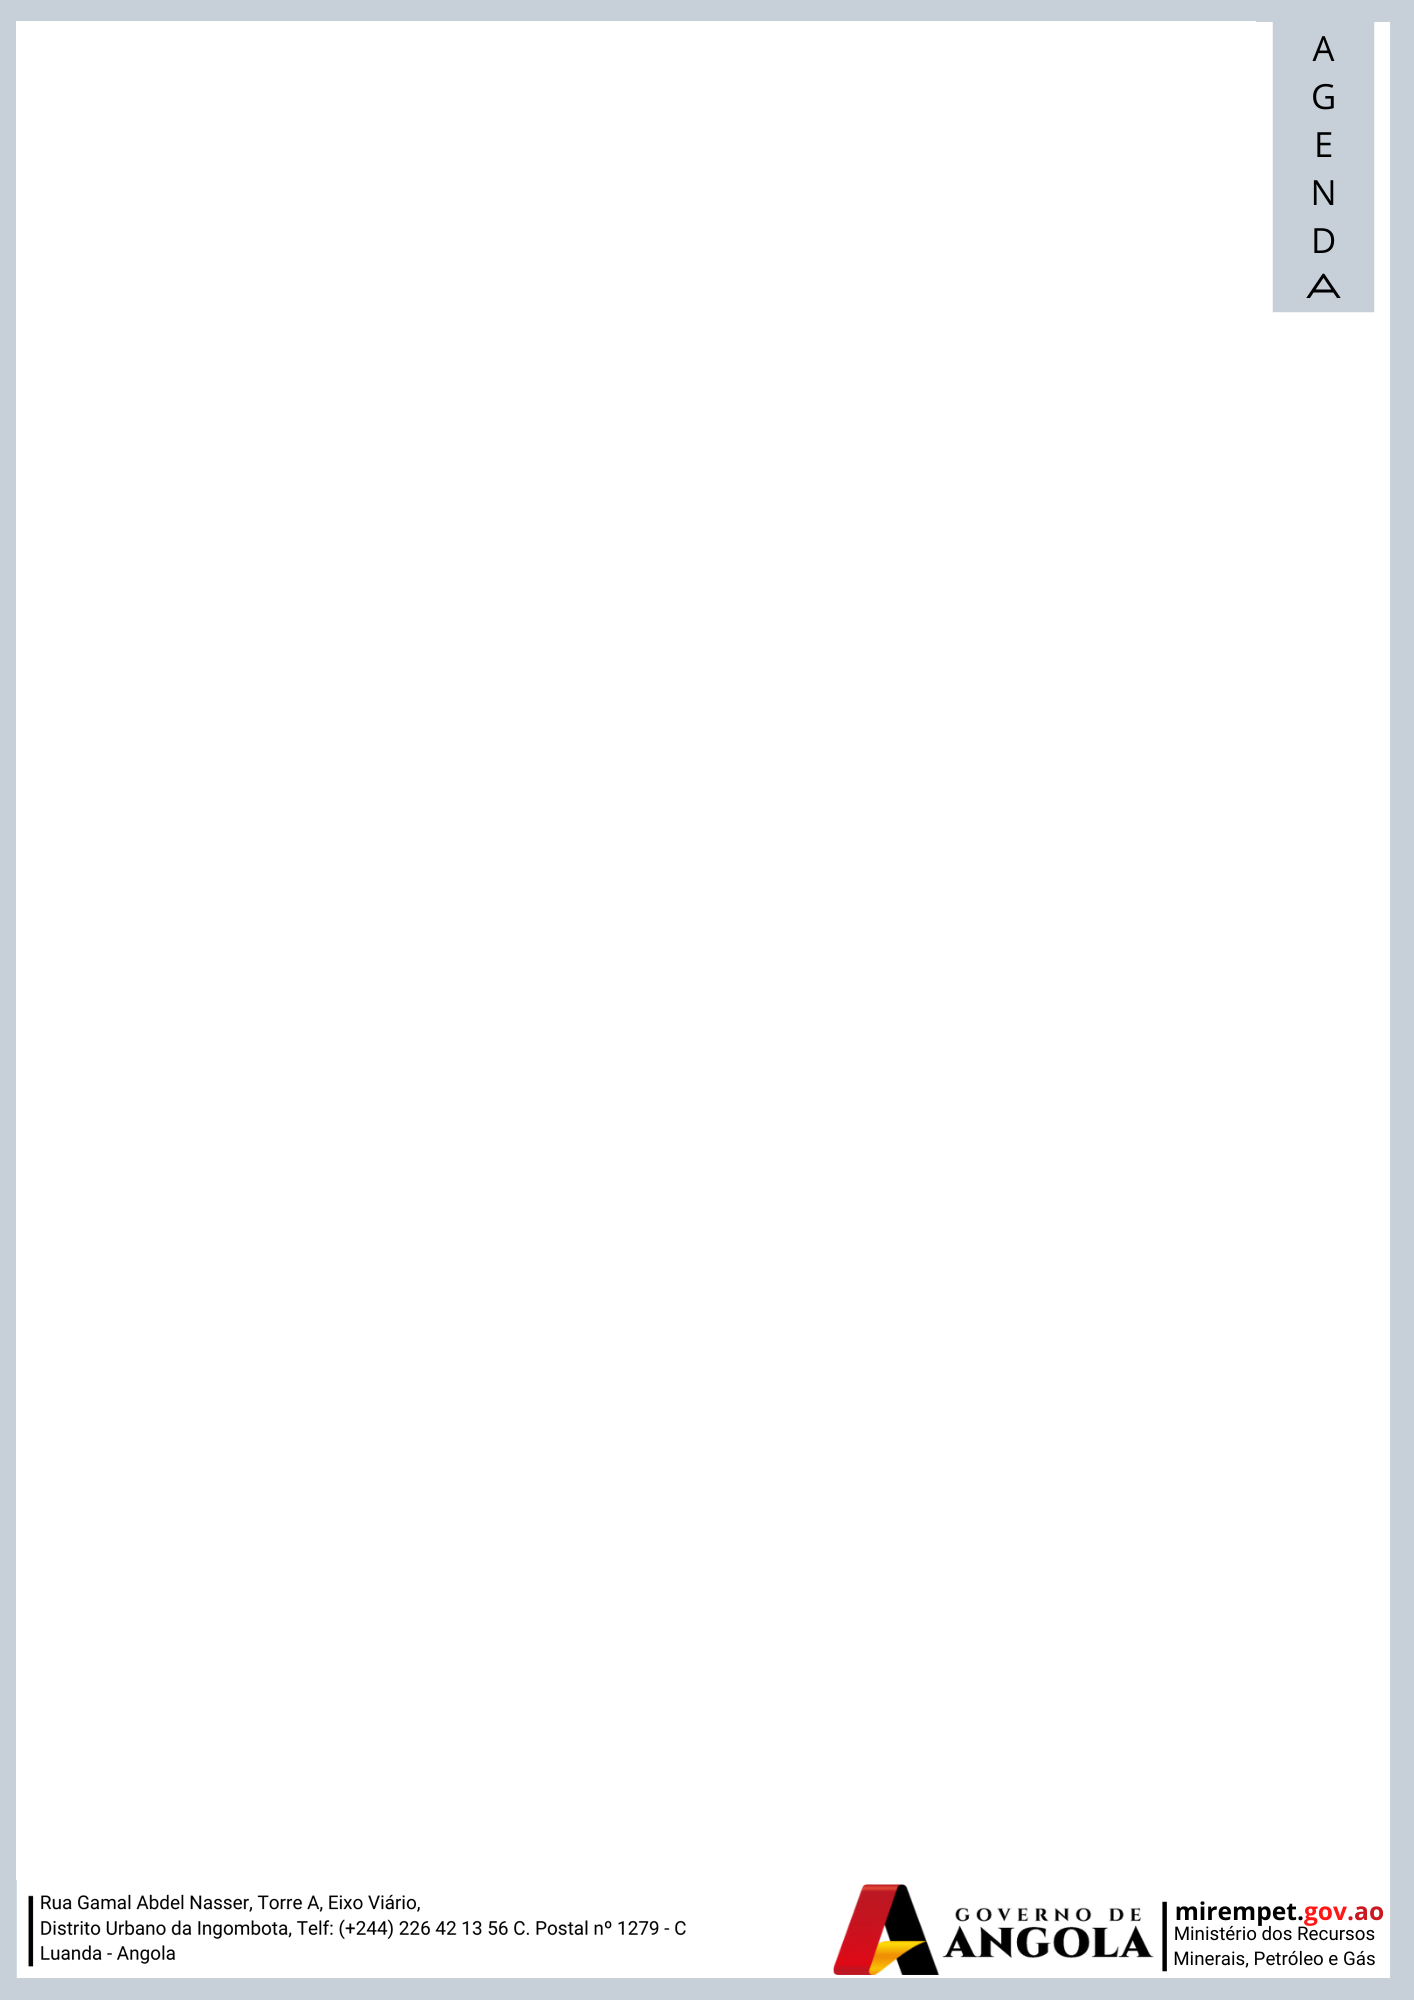 A
G
E
N
D
A
Rua Gamal Abdel Nasser, Torre A, Eixo Viário,
Distrito Urbano da Ingombota, Telf: (+244) 226 42 13 56 C. Postal nº 1279 - C
Luanda - Angola
GOVERNO DE
ANGOLA
mirempet.gov.ao
Ministério dos Recursos
Minerais, Petróleo e Gás